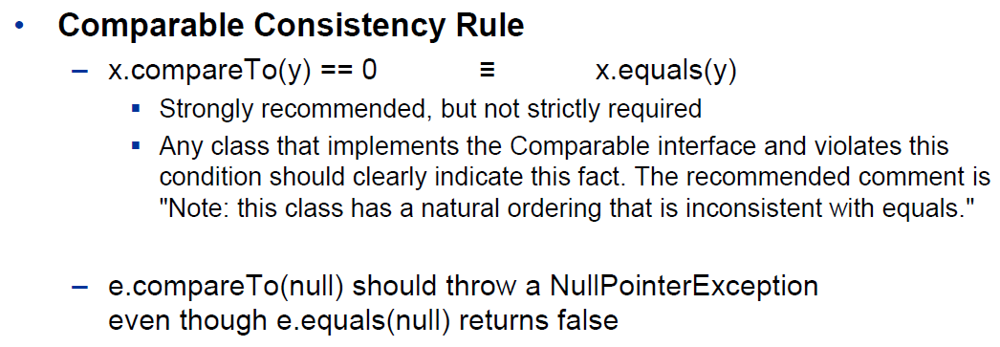 • Comparable Consistency Rule
– x.compareTo(y) == 0 ≡ x.equals(y)
▪ Strongly recommended, but not strictly required
▪ Any class that implements the Comparable interface and violates this
condition should clearly indicate this fact. The recommended comment is
"Note: this class has a natural ordering that is inconsistent with equals."
– e.compareTo(null) should throw a NullPointerException
even though e.equals(null) returns false